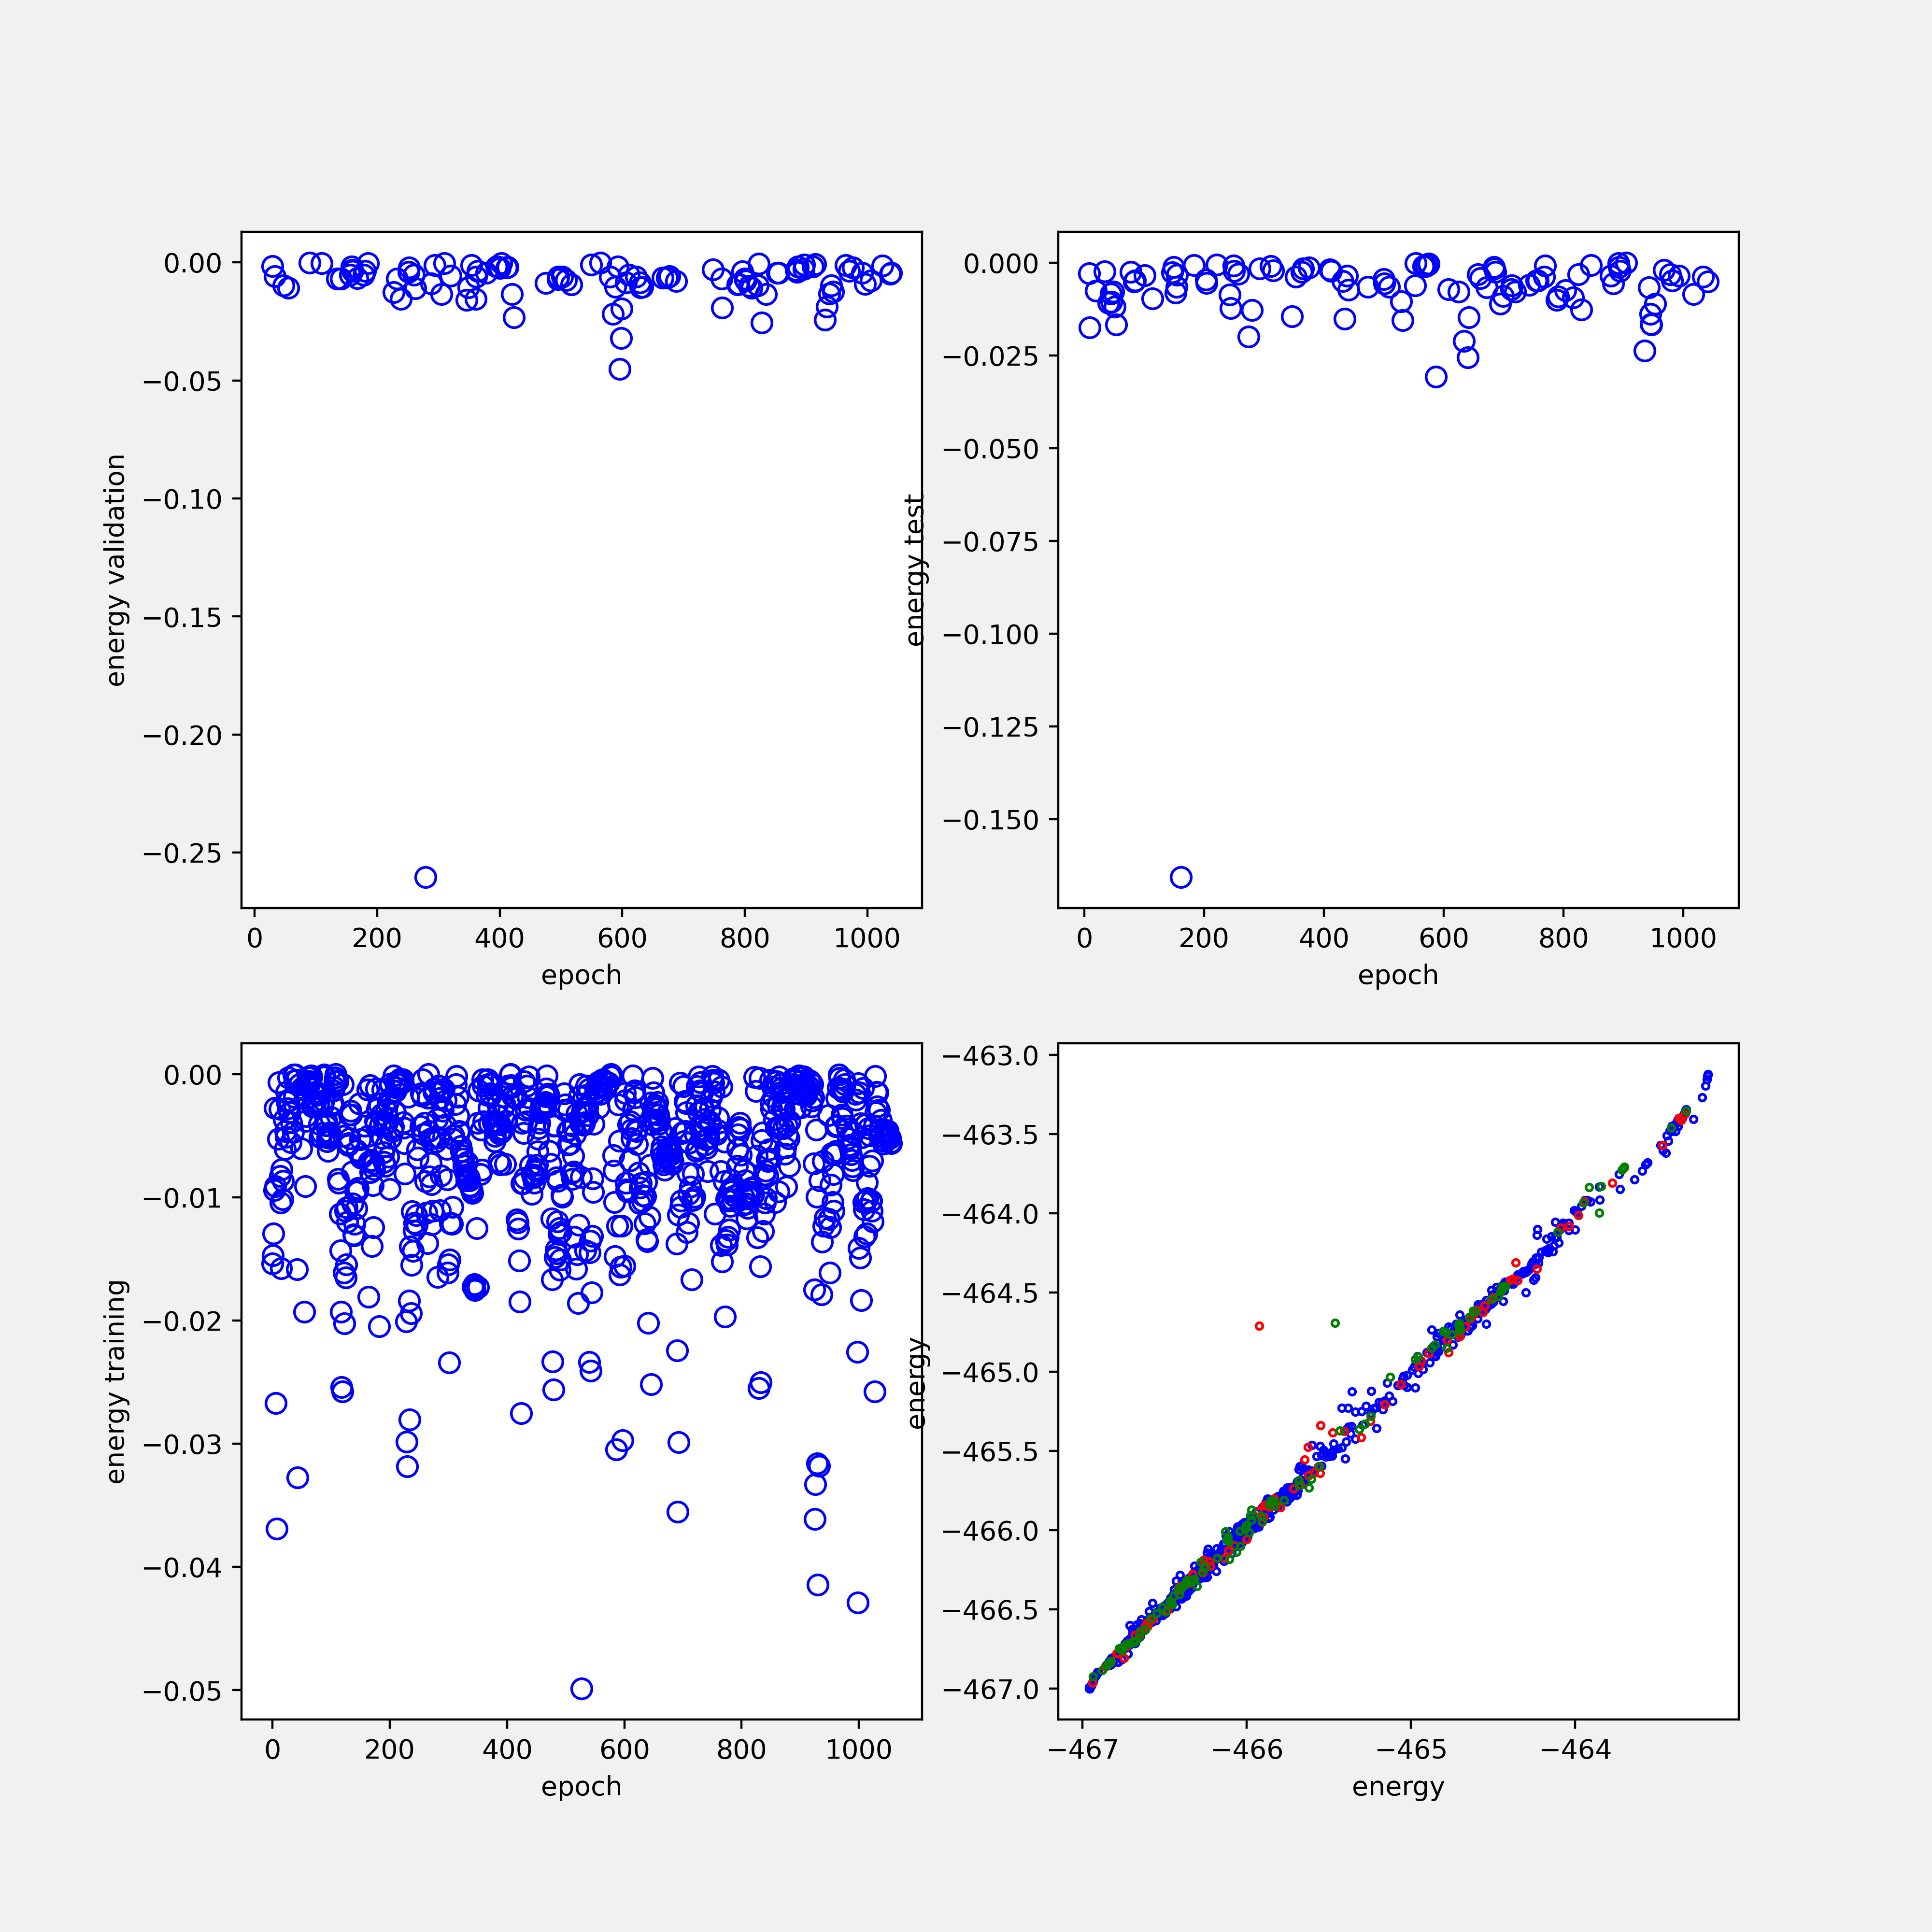 0.00
−0.05
−0.10
−0.15
−0.20
−0.25
energy validation
0 200 400 600 800 1000
epoch
0.000
−0.025
−0.050
−0.075
−0.100
−0.125
−0.150
energy test
0 200 400 600 800 1000
epoch
0.00
−0.01
−0.02
−0.03
−0.04
−0.05
energy training
0 200 400 600 800 1000
epoch
−463.0
−463.5
−464.0
−464.5
−465.0
−465.5
−466.0
−466.5
−467.0
energy
−467 −466 −465 −464
energy